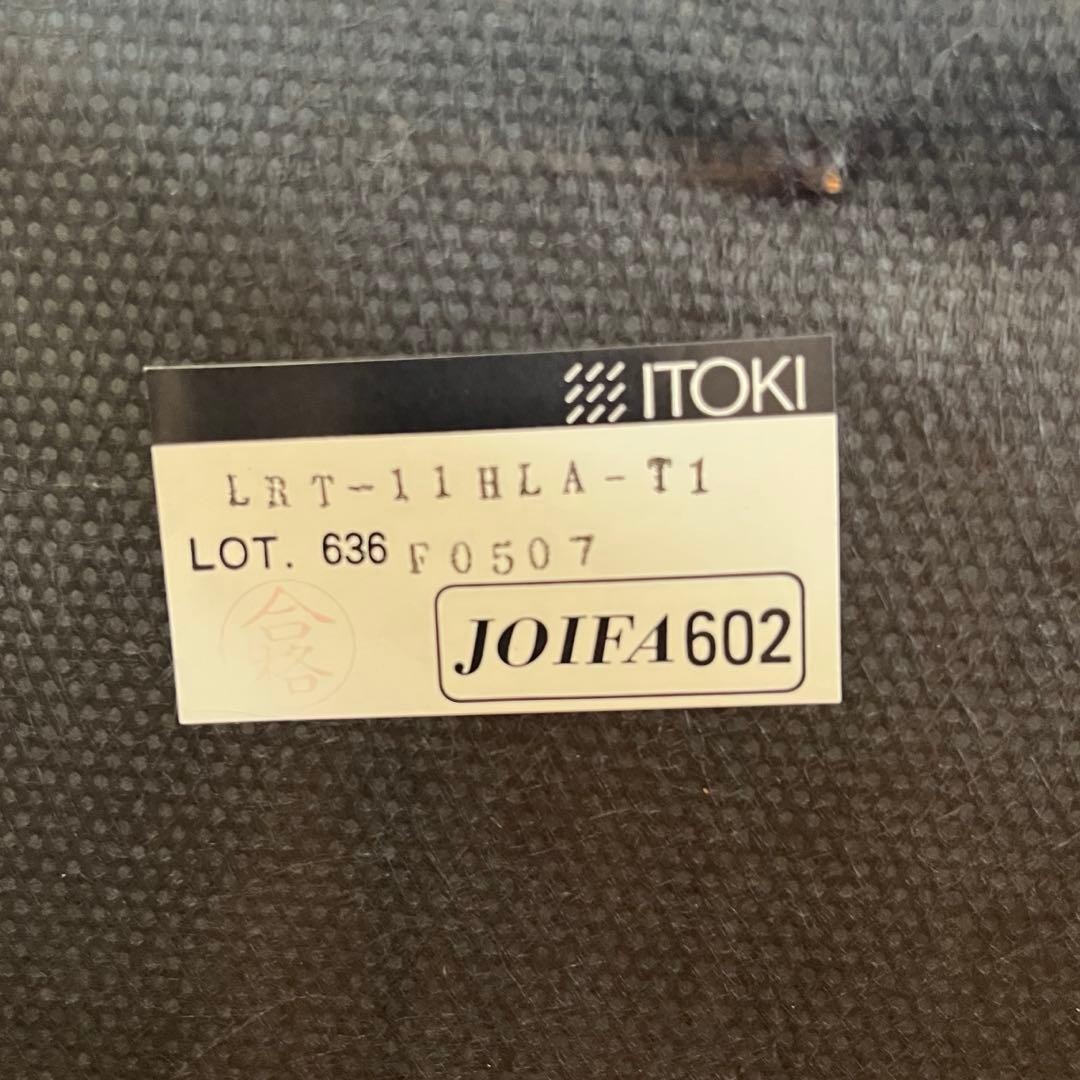 ITOKI
LRT-11HLA-T1
LOT. 636 F0507
合格
JOIFA602